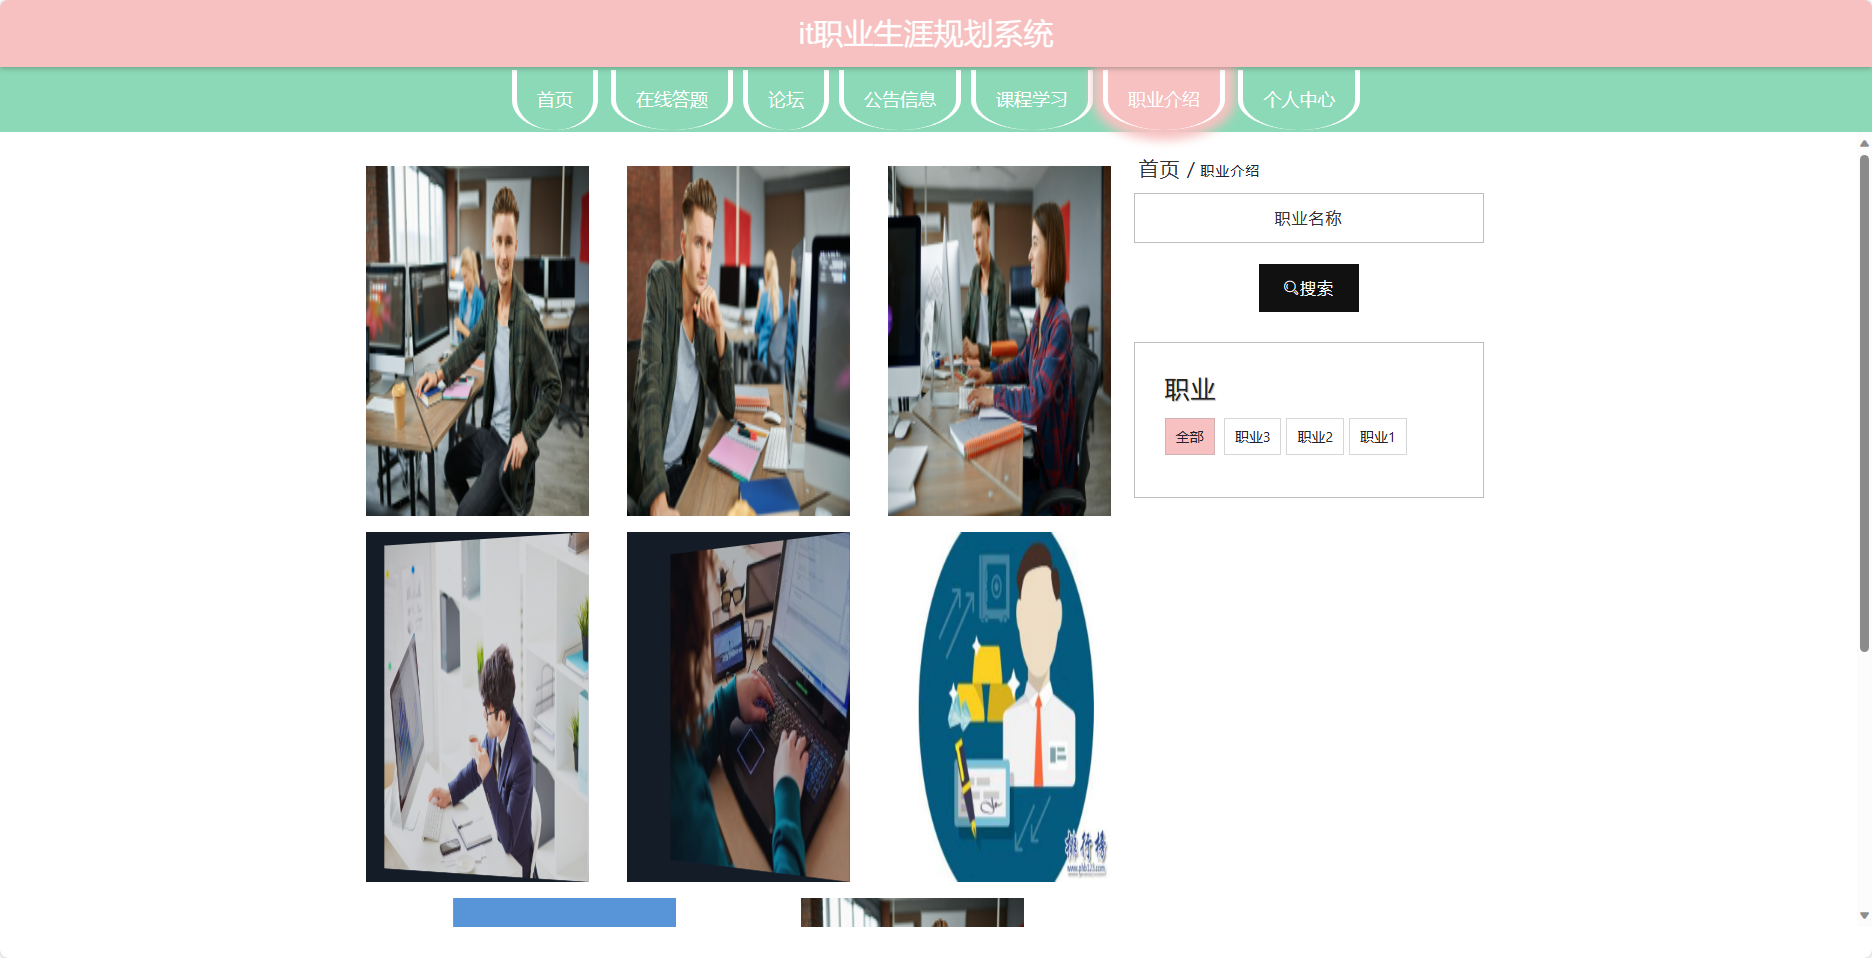 it职业生涯规划系统
首页 在线答题 论坛 公告信息 课程学习 职业介绍 个人中心
首页 / 职业介绍
职业名称
搜索
职业
全部 职业3 职业2 职业1
排行榜
www.phb123.com